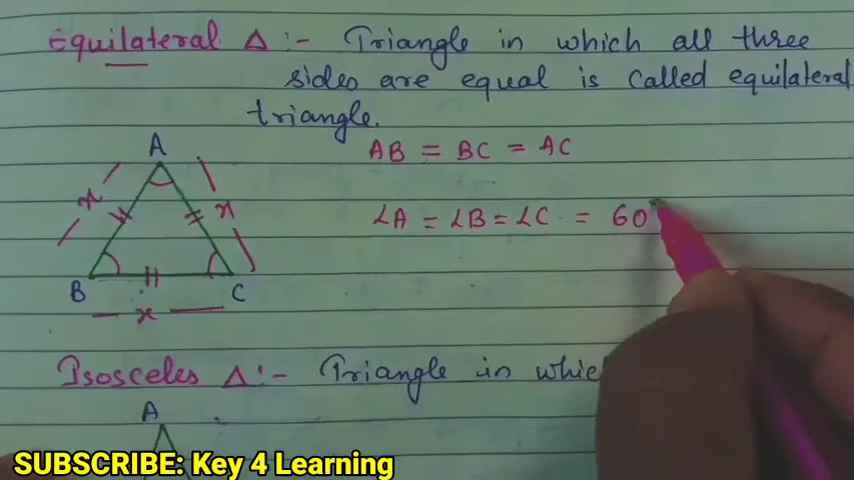 Equilateral Δ :- Triangle in which all three
sides are equal is called equilateral
triangle.
A
AB = BC = AC
x
x
∠A = ∠B = ∠C = 60°
B
C
x
Isosceles Δ :- Triangle in which
A
SUBSCRIBE: Key 4 Learning